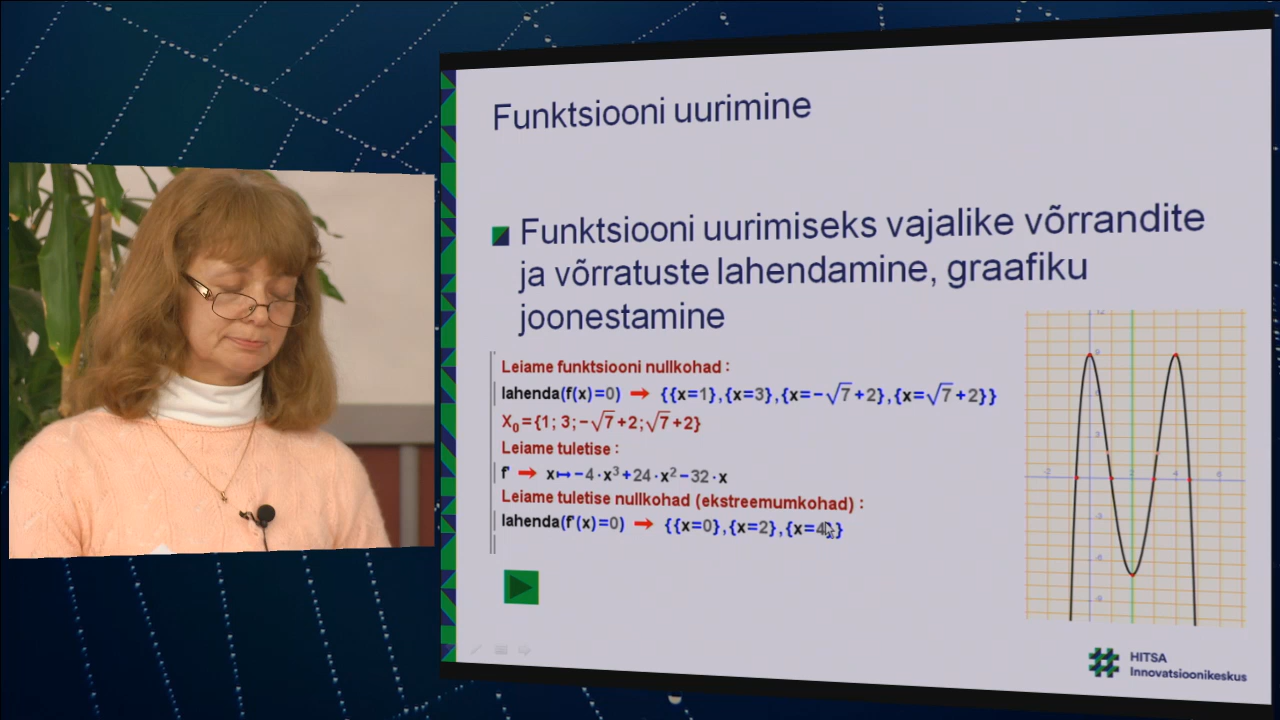 Funktsiooni uurimine
Funktsiooni uurimiseks vajalike võrrandite
ja võrratuste lahendamine, graafiku
joonestamine
Leiame funktsiooni nullkohad :
lahenda(f(x)=0) → {{x=1},{x=3},{x=−√7+2},{x=√7+2}}
X₀={1; 3;−√7+2;√7+2}
Leiame tuletise :
f' → x↦−4·x³+24·x²−32·x
Leiame tuletise nullkohad (ekstreemumkohad) :
lahenda(f'(x)=0) → {{x=0},{x=2},{x=4}}
HITSA
Innovatsioonikeskus